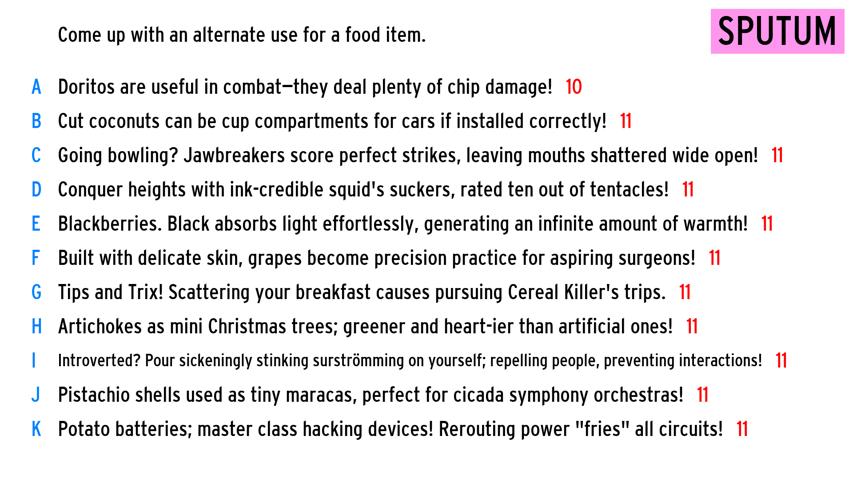 Come up with an alternate use for a food item.
SPUTUM
A Doritos are useful in combat—they deal plenty of chip damage! 10
B Cut coconuts can be cup compartments for cars if installed correctly! 11
C Going bowling? Jawbreakers score perfect strikes, leaving mouths shattered wide open! 11
D Conquer heights with ink-credible squid's suckers, rated ten out of tentacles! 11
E Blackberries. Black absorbs light effortlessly, generating an infinite amount of warmth! 11
F Built with delicate skin, grapes become precision practice for aspiring surgeons! 11
G Tips and Trix! Scattering your breakfast causes pursuing Cereal Killer's trips. 11
H Artichokes as mini Christmas trees; greener and heart-ier than artificial ones! 11
I Introverted? Pour sickeningly stinking surströmming on yourself; repelling people, preventing interactions! 11
J Pistachio shells used as tiny maracas, perfect for cicada symphony orchestras! 11
K Potato batteries; master class hacking devices! Rerouting power "fries" all circuits! 11